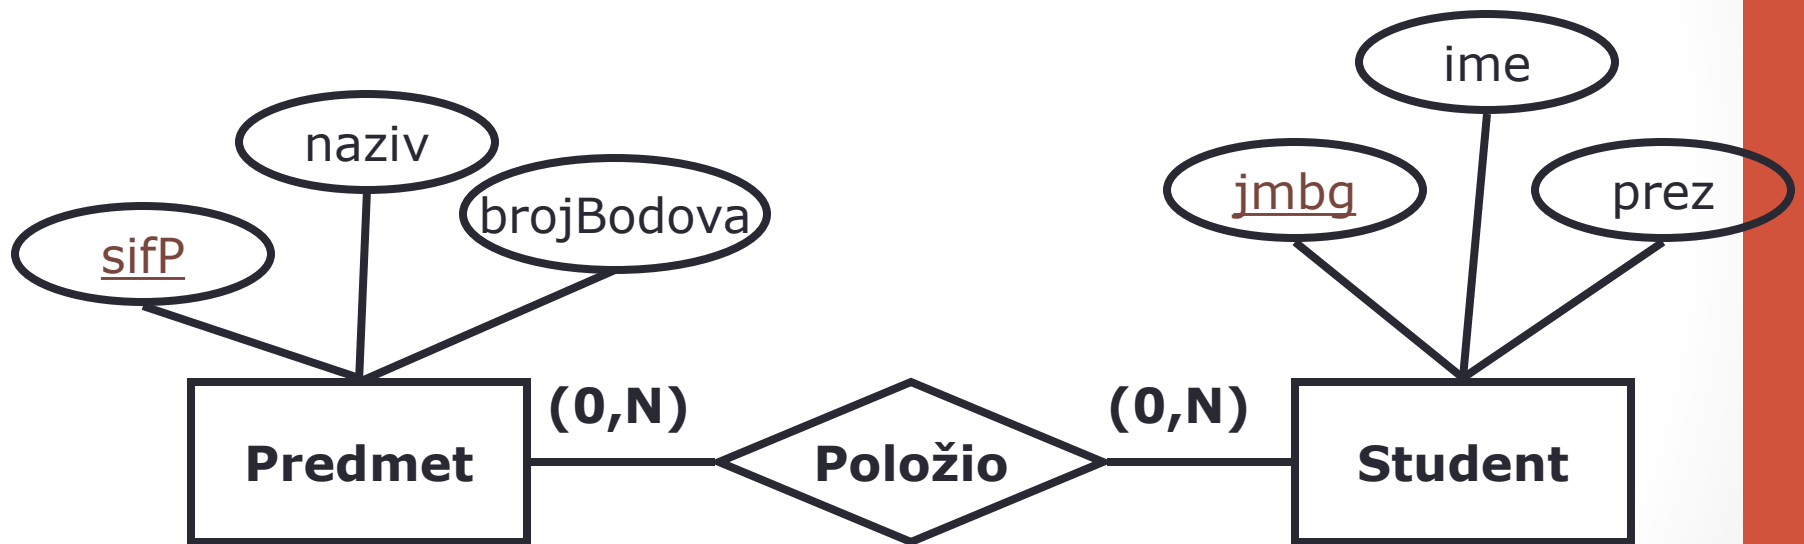 ime
naziv
jmbg
prez
brojBodova
sifP
(0,N)
(0,N)
Predmet
Položio
Student